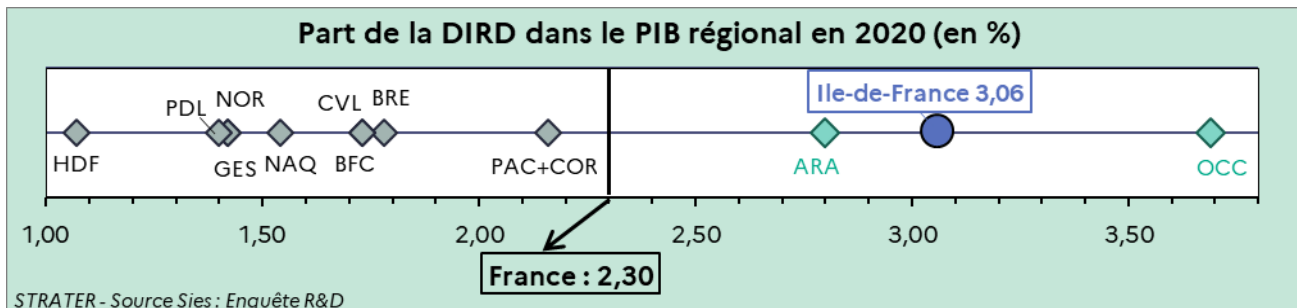 Part de la DIRD dans le PIB régional en 2020 (en %)
Ile-de-France 3,06
PDL NOR CVL BRE
HDF GES NAQ BFC PAC+COR ARA OCC
1,00 1,50 2,00 2,50 3,00 3,50
France : 2,30
STRATER - Source Sies : Enquête R&D